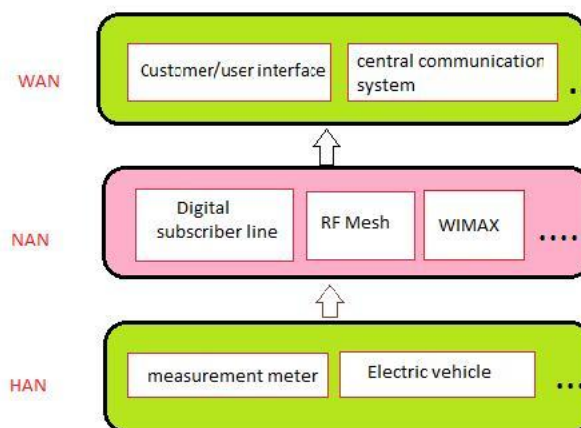 WAN
Customer/user interface
central communication
system
.
NAN
Digital
subscriber line
RF Mesh
WIMAX
....
HAN
measurement meter
Electric vehicle
...